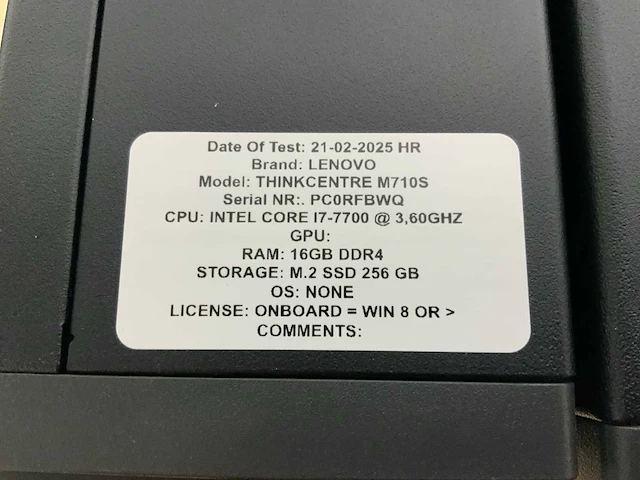 Date Of Test: 21-02-2025 HR
Brand: LENOVO
Model: THINKCENTRE M710S
Serial NR:. PC0RFBWQ
CPU: INTEL CORE I7-7700 @ 3,60GHZ
GPU:
RAM: 16GB DDR4
STORAGE: M.2 SSD 256 GB
OS: NONE
LICENSE: ONBOARD = WIN 8 OR >
COMMENTS: